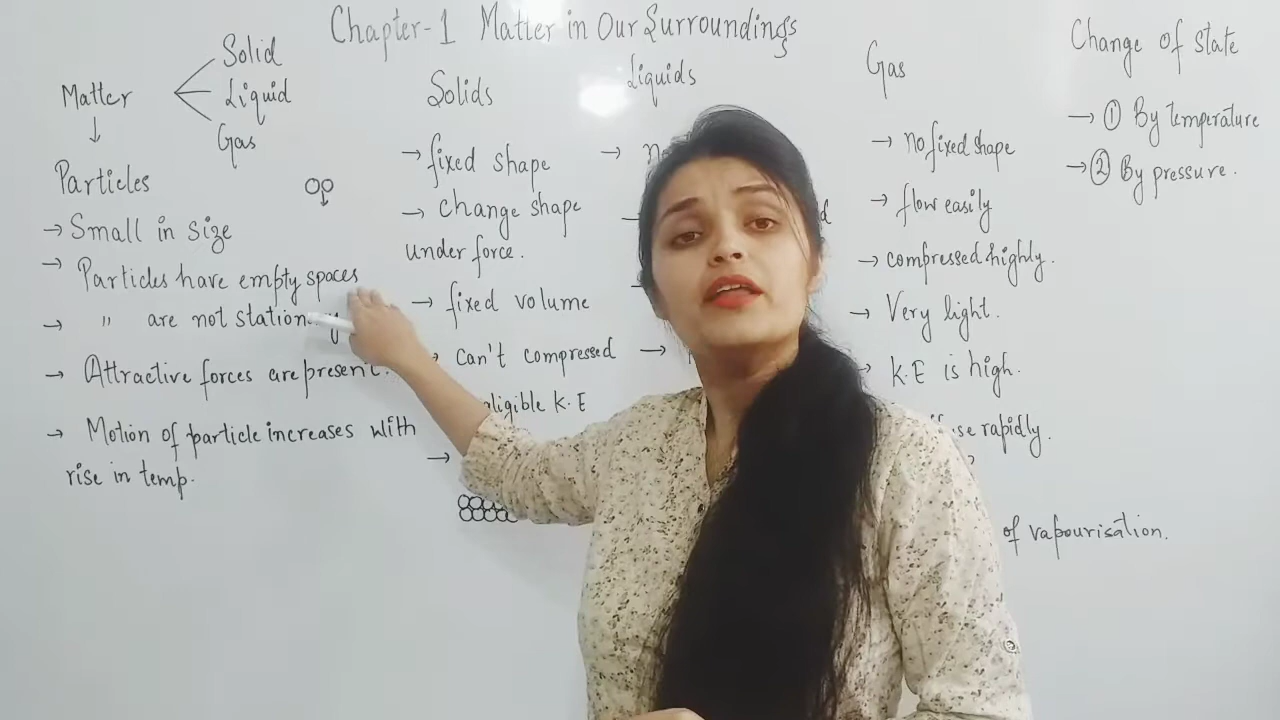 Chapter-1 Matter in Our Surroundings
Matter
Solid
Liquid
Gas
Particles
→ Small in size
→ Particles have empty spaces
→ " are not
→ Attractive forces are present.
→ Motion of particle increases with
rise in temp.
Solids
→ fixed shape
→ change shape
under force.
→ fixed volume
→ can't compressed
K.E
→
Liquids
→
→
Gas
→ no fixed shape
→ flow easily
→ compressed highly.
→ Very light.
→ K.E is high.
rapidly.
of vapourisation.
Change of state
→ ① By temperature
→ ② By pressure.